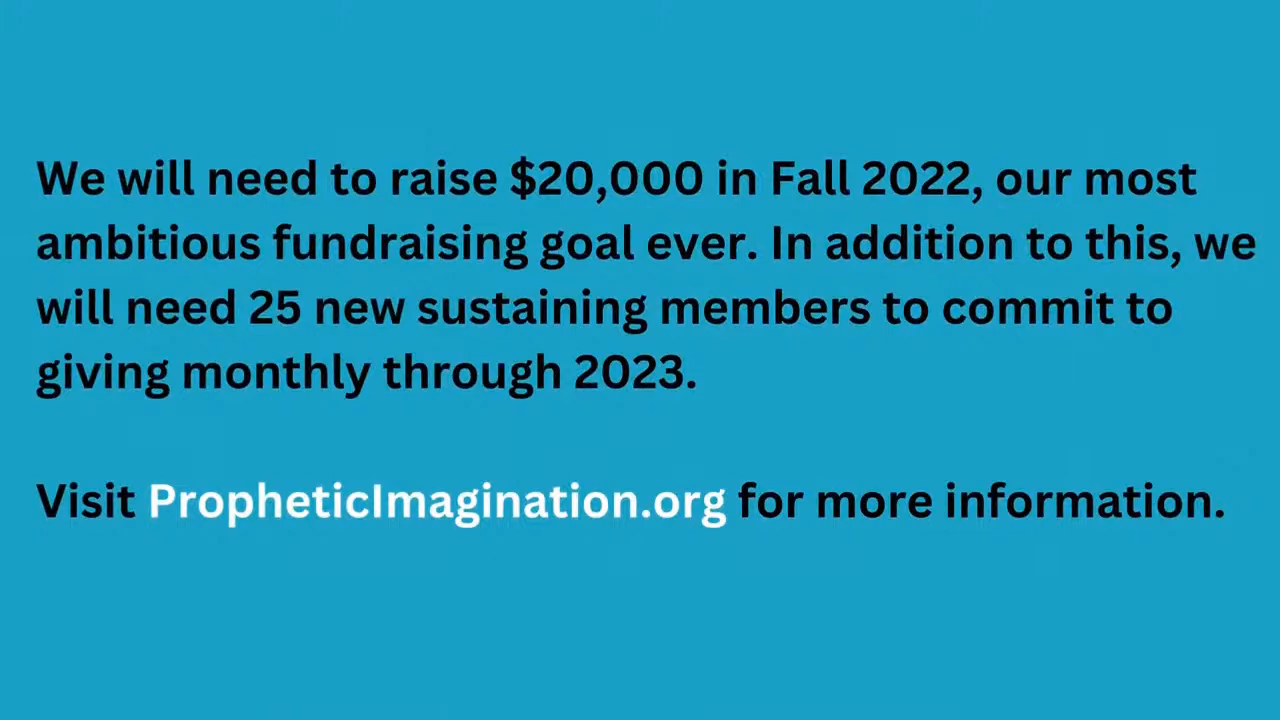 We will need to raise $20,000 in Fall 2022, our most
ambitious fundraising goal ever. In addition to this, we
will need 25 new sustaining members to commit to
giving monthly through 2023.
Visit PropheticImagination.org for more information.